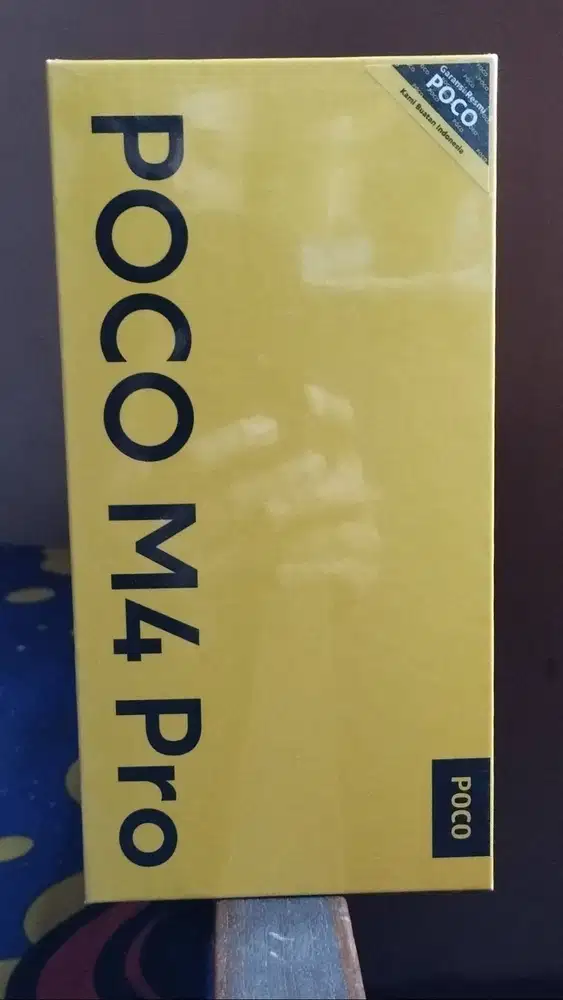 POCO M4 Pro
Garansi Resmi
POCO
Kami Buatan Indonesia
POCO